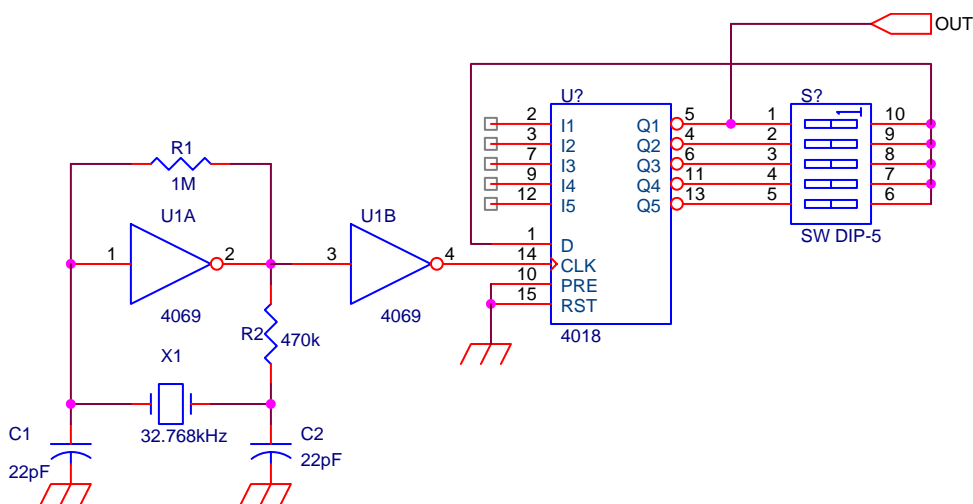 OUT
U?
S?
2 I1 Q1 5 1 1 10
3 I2 Q2 4 2 9
7 I3 Q3 6 3 8
9 I4 Q4 11 4 7
12 I5 Q5 13 5 6
SW DIP-5
1 D
14 CLK
10 PRE
15 RST
4018
R1
1M
U1A
1 2
4069
U1B
3 4
4069
R2 470k
X1
32.768kHz
C1
22pF
C2
22pF